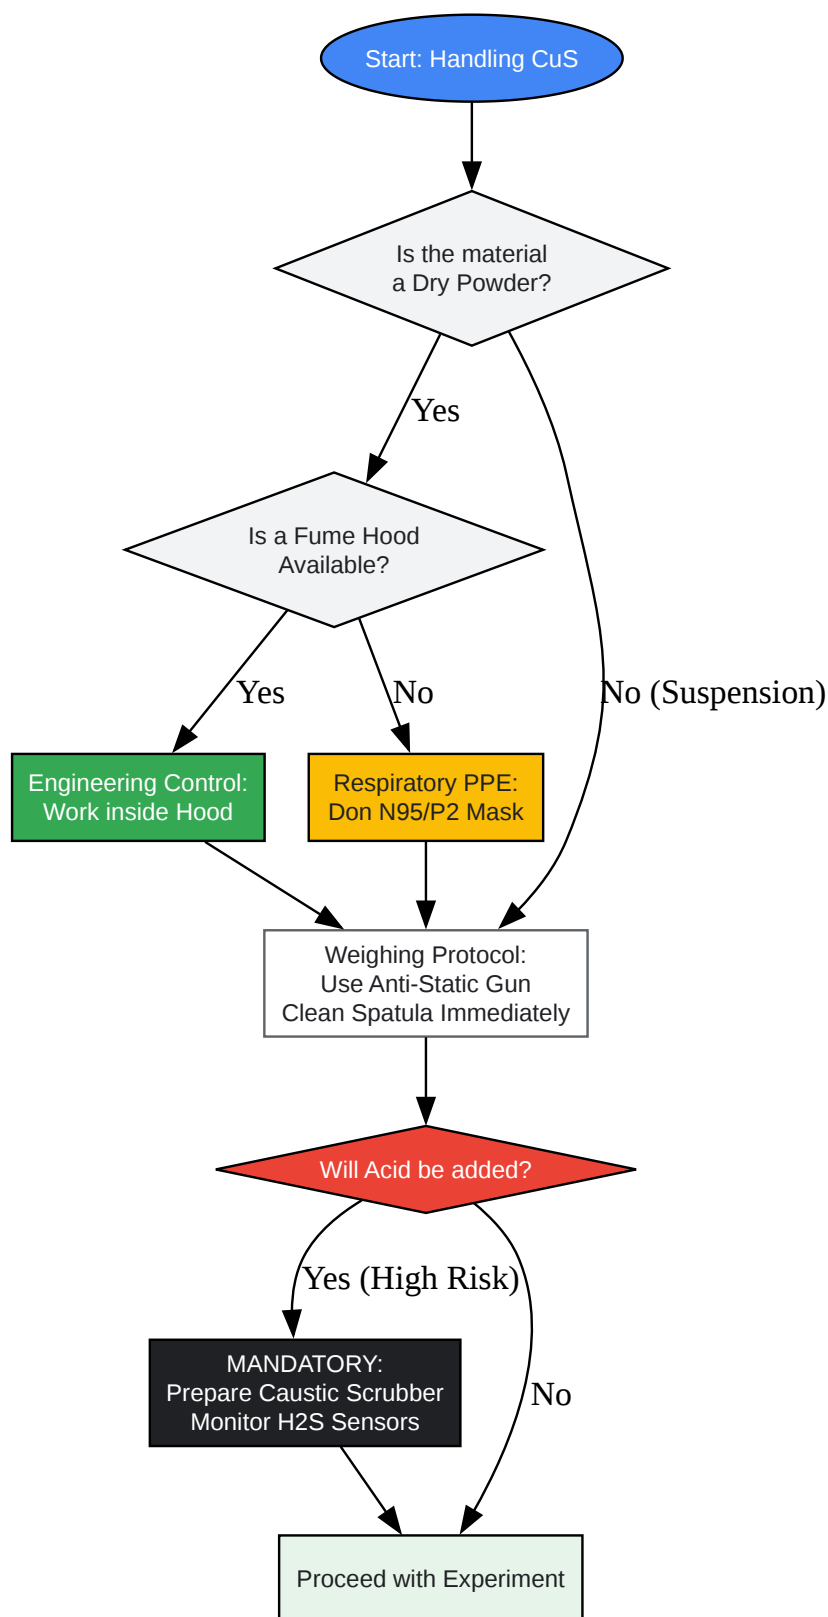 Start: Handling CuS
Is the material
a Dry Powder?
Yes
Is a Fume Hood
Available?
Yes
No
No (Suspension)
Engineering Control:
Work inside Hood
Respiratory PPE:
Don N95/P2 Mask
Weighing Protocol:
Use Anti-Static Gun
Clean Spatula Immediately
Will Acid be added?
Yes (High Risk)
MANDATORY:
Prepare Caustic Scrubber
Monitor H2S Sensors
No
Proceed with Experiment